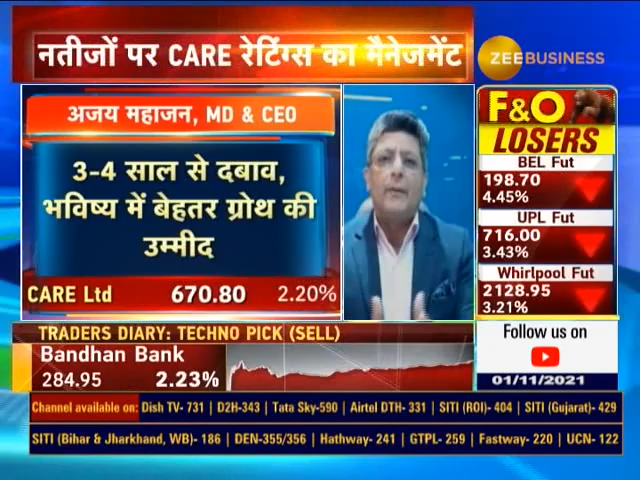 नतीजों पर CARE रेटिंग्स का मैनेजमेंट
ZEEBUSINESS
अजय महाजन, MD & CEO
3-4 साल से दबाव,
भविष्य में बेहतर ग्रोथ की
उम्मीद
CARE Ltd 670.80 2.20%
F&O
LOSERS
BEL Fut
198.70
4.45%
UPL Fut
716.00
3.43%
Whirlpool Fut
2128.95
3.21%
TRADERS DIARY: TECHNO PICK (SELL)
Bandhan Bank
284.95 2.23%
Follow us on
01/11/2021
Channel available on: Dish TV- 731 | D2H-343 | Tata Sky-590 | Airtel DTH- 331 | SITI (ROI)- 404 | SITI (Gujarat)- 429
SITI (Bihar & Jharkhand, WB)- 186 | DEN-355/356 | Hathway- 241 | GTPL- 259 | Fastway- 220 | UCN- 122